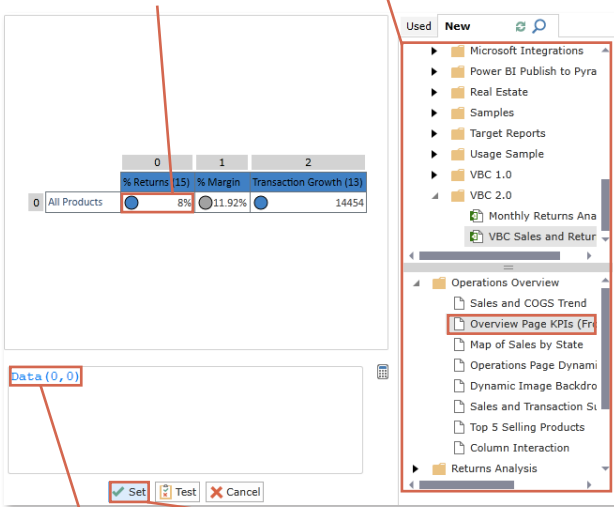 Used New
Microsoft Integrations
Power BI Publish to Pyra
Real Estate
Samples
Target Reports
Usage Sample
VBC 1.0
VBC 2.0
Monthly Returns Ana
VBC Sales and Retur
0 1 2
% Returns (15) % Margin Transaction Growth (13)
0 All Products 8% 11.92% 14454
Operations Overview
Sales and COGS Trend
Overview Page KPIs (Fro
Map of Sales by State
Operations Page Dynami
Dynamic Image Backdro
Sales and Transaction Su
Top 5 Selling Products
Column Interaction
Returns Analysis
Data(0,0)
Set Test Cancel